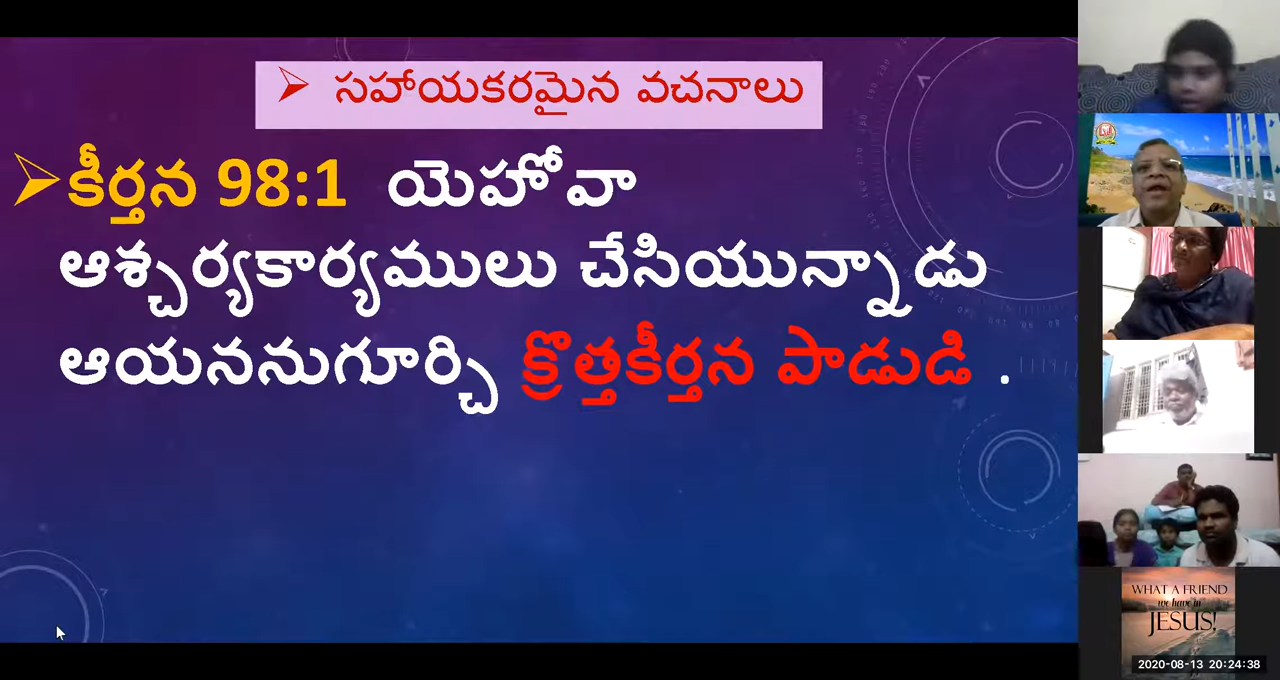 ➢ సహాయకరమైన వచనాలు
➢కీర్తన 98:1 యెహోవా
ఆశ్చర్యకార్యములు చేసియున్నాడు
ఆయననుగూర్చి క్రొత్తకీర్తన పాడుడి .
WHAT A FRIEND
we have in
JESUS!
2020-08-13 20:24:38